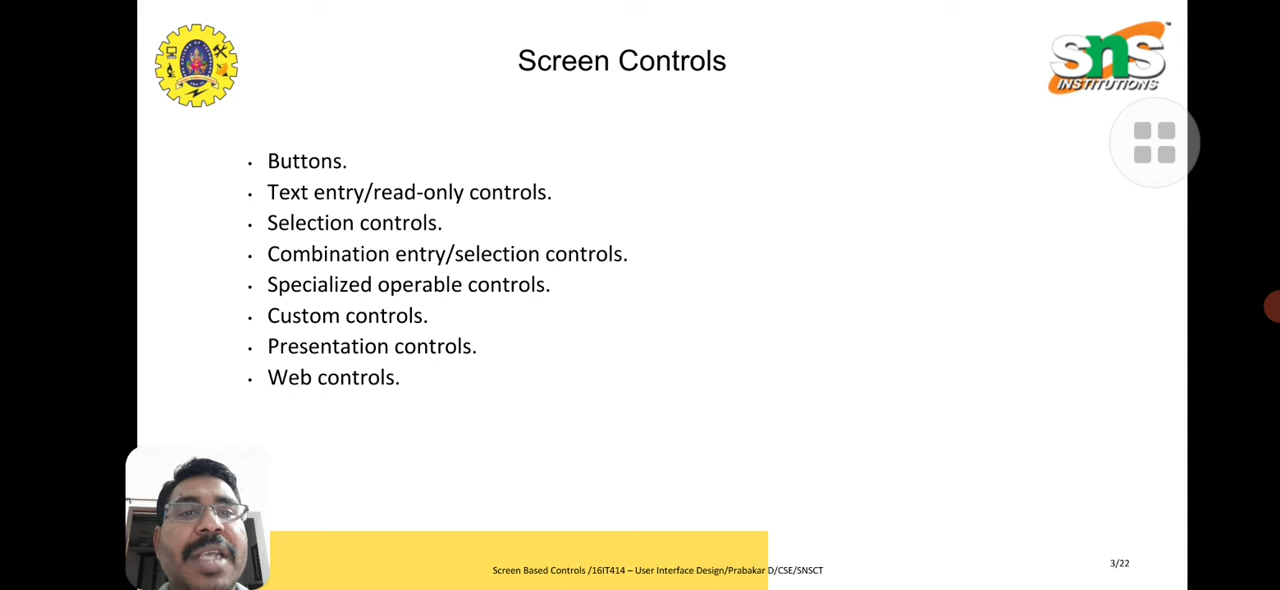 Screen Controls
SNS
INSTITUTIONS
TM
• Buttons.
• Text entry/read-only controls.
• Selection controls.
• Combination entry/selection controls.
• Specialized operable controls.
• Custom controls.
• Presentation controls.
• Web controls.
Screen Based Controls /16IT414 – User Interface Design/Prabakar D/CSE/SNSCT
3/22